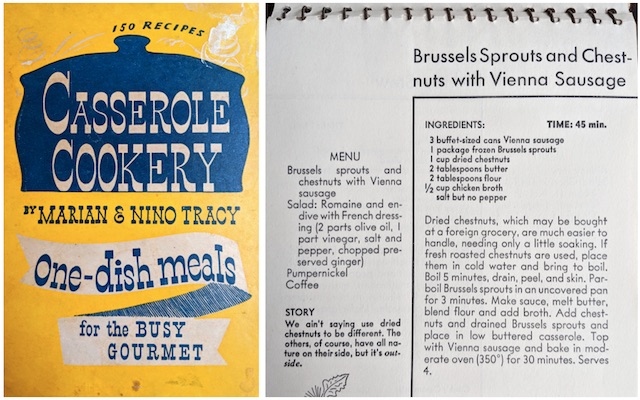 150 RECIPES
CASSEROLE
COOKERY
BY MARIAN & NINO TRACY
one-dish meals
for the BUSY
GOURMET
Brussels Sprouts and Chest-
nuts with Vienna Sausage
INGREDIENTS: TIME: 45 min.
3 buffet-sized cans Vienna sausage
1 package frozen Brussels sprouts
1 cup dried chestnuts
2 tablespoons butter
2 tablespoons flour
½ cup chicken broth
salt but no pepper
MENU
Brussels sprouts and
chestnuts with Vienna
sausage
Salad: Romaine and en-
dive with French dress-
ing (2 parts olive oil, 1
part vinegar, salt and
pepper, chopped pre-
served ginger)
Pumpernickel
Coffee
STORY
We ain't saying use dried
chestnuts to be different. The
others, of course, have all na-
ture on their side, but it's out-
side.
Dried chestnuts, which may be bought
at a foreign grocery, are much easier to
handle, needing only a little soaking. If
fresh roasted chestnuts are used, place
them in cold water and bring to boil.
Boil 5 minutes, drain, peel, and skin. Par-
boil Brussels sprouts in an uncovered pan
for 3 minutes. Make sauce, melt butter,
blend flour and add broth. Add chest-
nuts and drained Brussels sprouts and
place in low buttered casserole. Top
with Vienna sausage and bake in mod-
erate oven (350°) for 30 minutes. Serves
4.